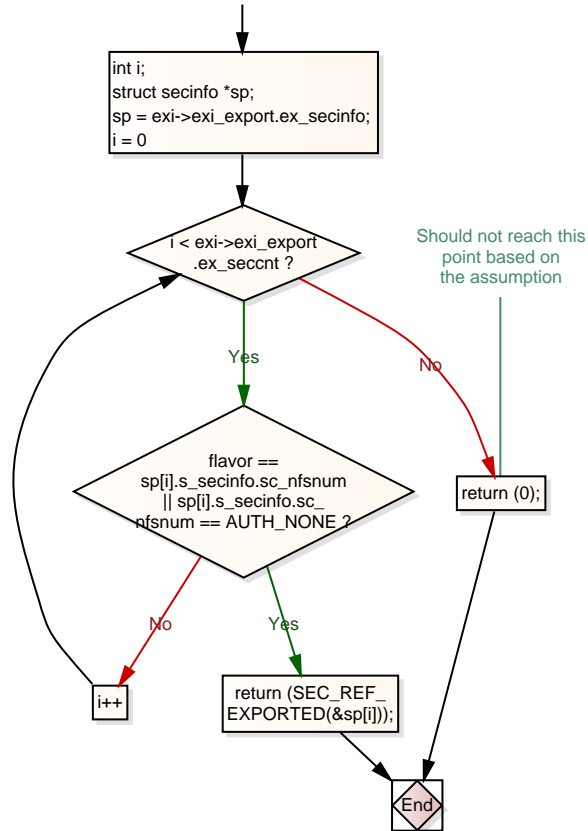 int i;
struct secinfo *sp;
sp = exi->exi_export.ex_secinfo;
i = 0
i < exi->exi_export
.ex_seccnt ?
Should not reach this
point based on
the assumption
Yes
No
flavor ==
sp[i].s_secinfo.sc_nfsnum
|| sp[i].s_secinfo.sc_
nfsnum == AUTH_NONE ?
return (0);
No
Yes
i++
return (SEC_REF_
EXPORTED(&sp[i]));
End